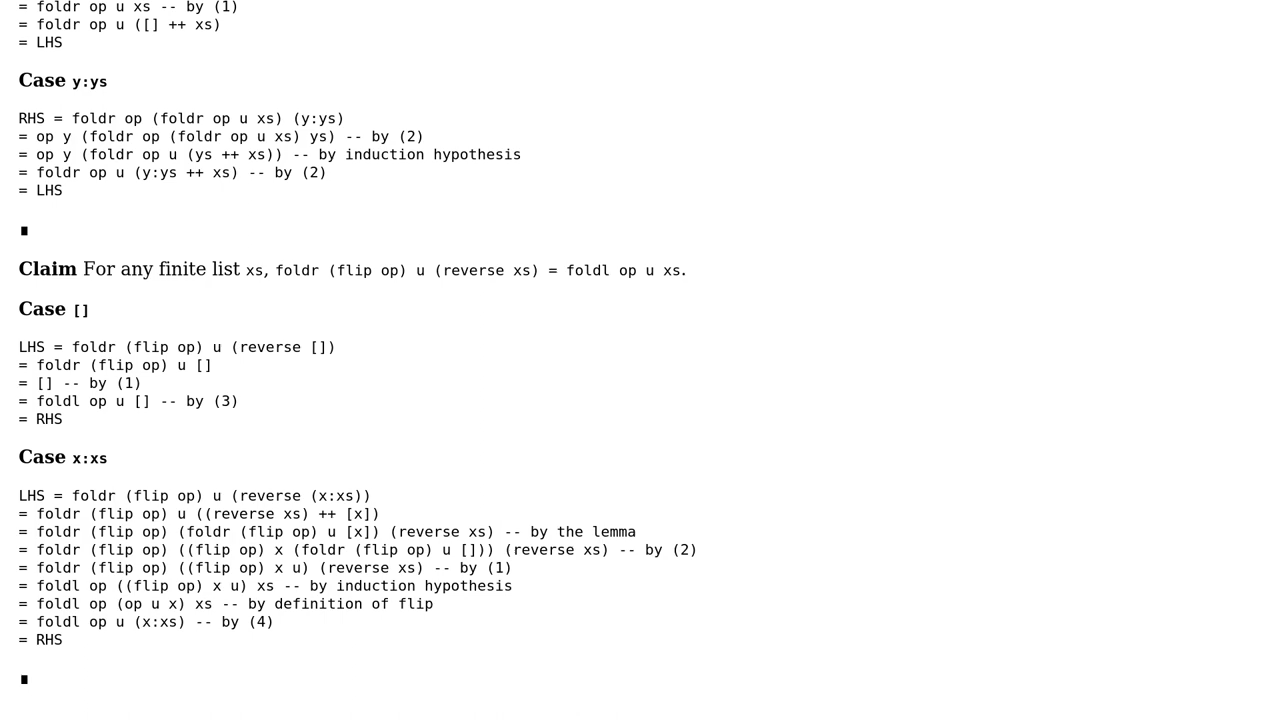 = foldr op u xs -- by (1)
= foldr op u ([] ++ xs)
= LHS
Case y:ys
RHS = foldr op (foldr op u xs) (y:ys)
= op y (foldr op (foldr op u xs) ys) -- by (2)
= op y (foldr op u (ys ++ xs)) -- by induction hypothesis
= foldr op u (y:ys ++ xs) -- by (2)
= LHS
∎
Claim For any finite list xs, foldr (flip op) u (reverse xs) = foldl op u xs.
Case []
LHS = foldr (flip op) u (reverse [])
= foldr (flip op) u []
= [] -- by (1)
= foldl op u [] -- by (3)
= RHS
Case x:xs
LHS = foldr (flip op) u (reverse (x:xs))
= foldr (flip op) u ((reverse xs) ++ [x])
= foldr (flip op) (foldr (flip op) u [x]) (reverse xs) -- by the lemma
= foldr (flip op) ((flip op) x (foldr (flip op) u [])) (reverse xs) -- by (2)
= foldr (flip op) ((flip op) x u) (reverse xs) -- by (1)
= foldl op ((flip op) x u) xs -- by induction hypothesis
= foldl op (op u x) xs -- by definition of flip
= foldl op u (x:xs) -- by (4)
= RHS
∎